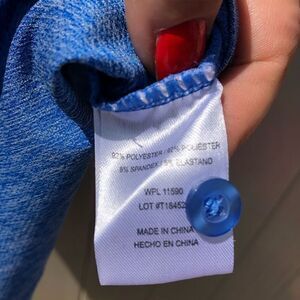 92% POLYESTER / 92% POLIESTER
8% SPANDEX / 8% ELASTANO
WPL 11590
LOT #T18452
MADE IN CHINA
HECHO EN CHINA